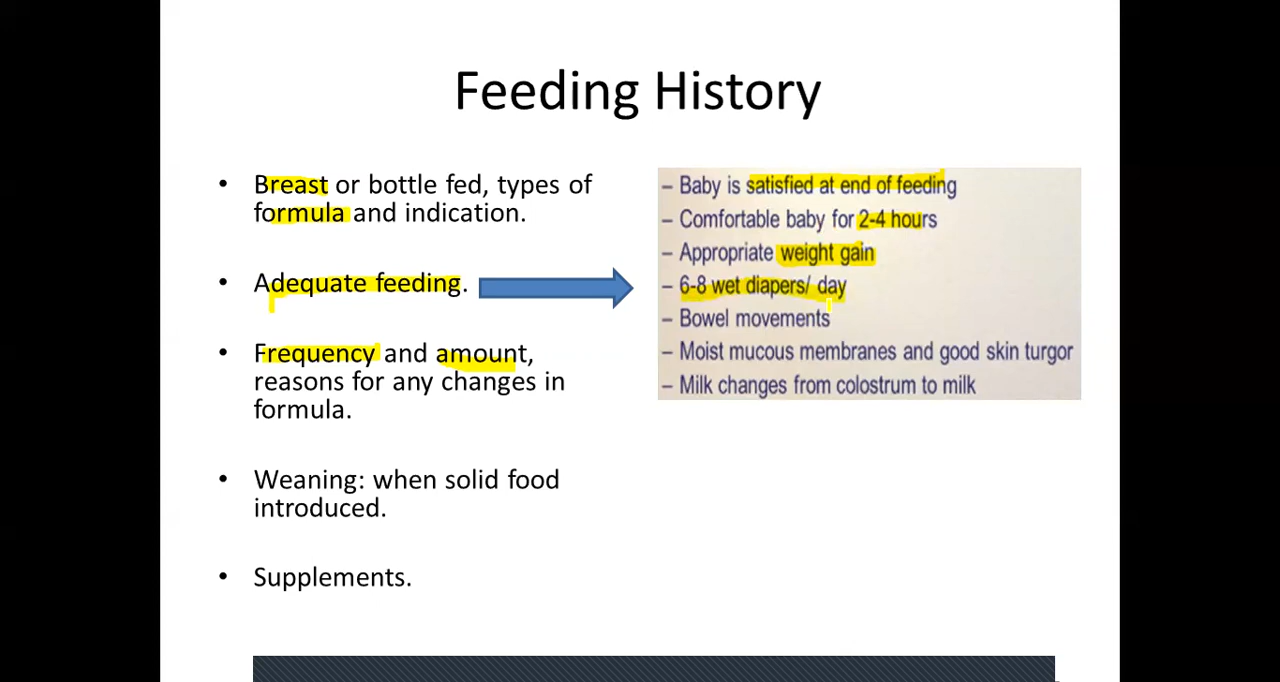 Feeding History
• Breast or bottle fed, types of
formula and indication.
• Adequate feeding.
• Frequency and amount,
reasons for any changes in
formula.
• Weaning: when solid food
introduced.
• Supplements.
– Baby is satisfied at end of feeding
– Comfortable baby for 2-4 hours
– Appropriate weight gain
– 6-8 wet diapers/ day
– Bowel movements
– Moist mucous membranes and good skin turgor
– Milk changes from colostrum to milk